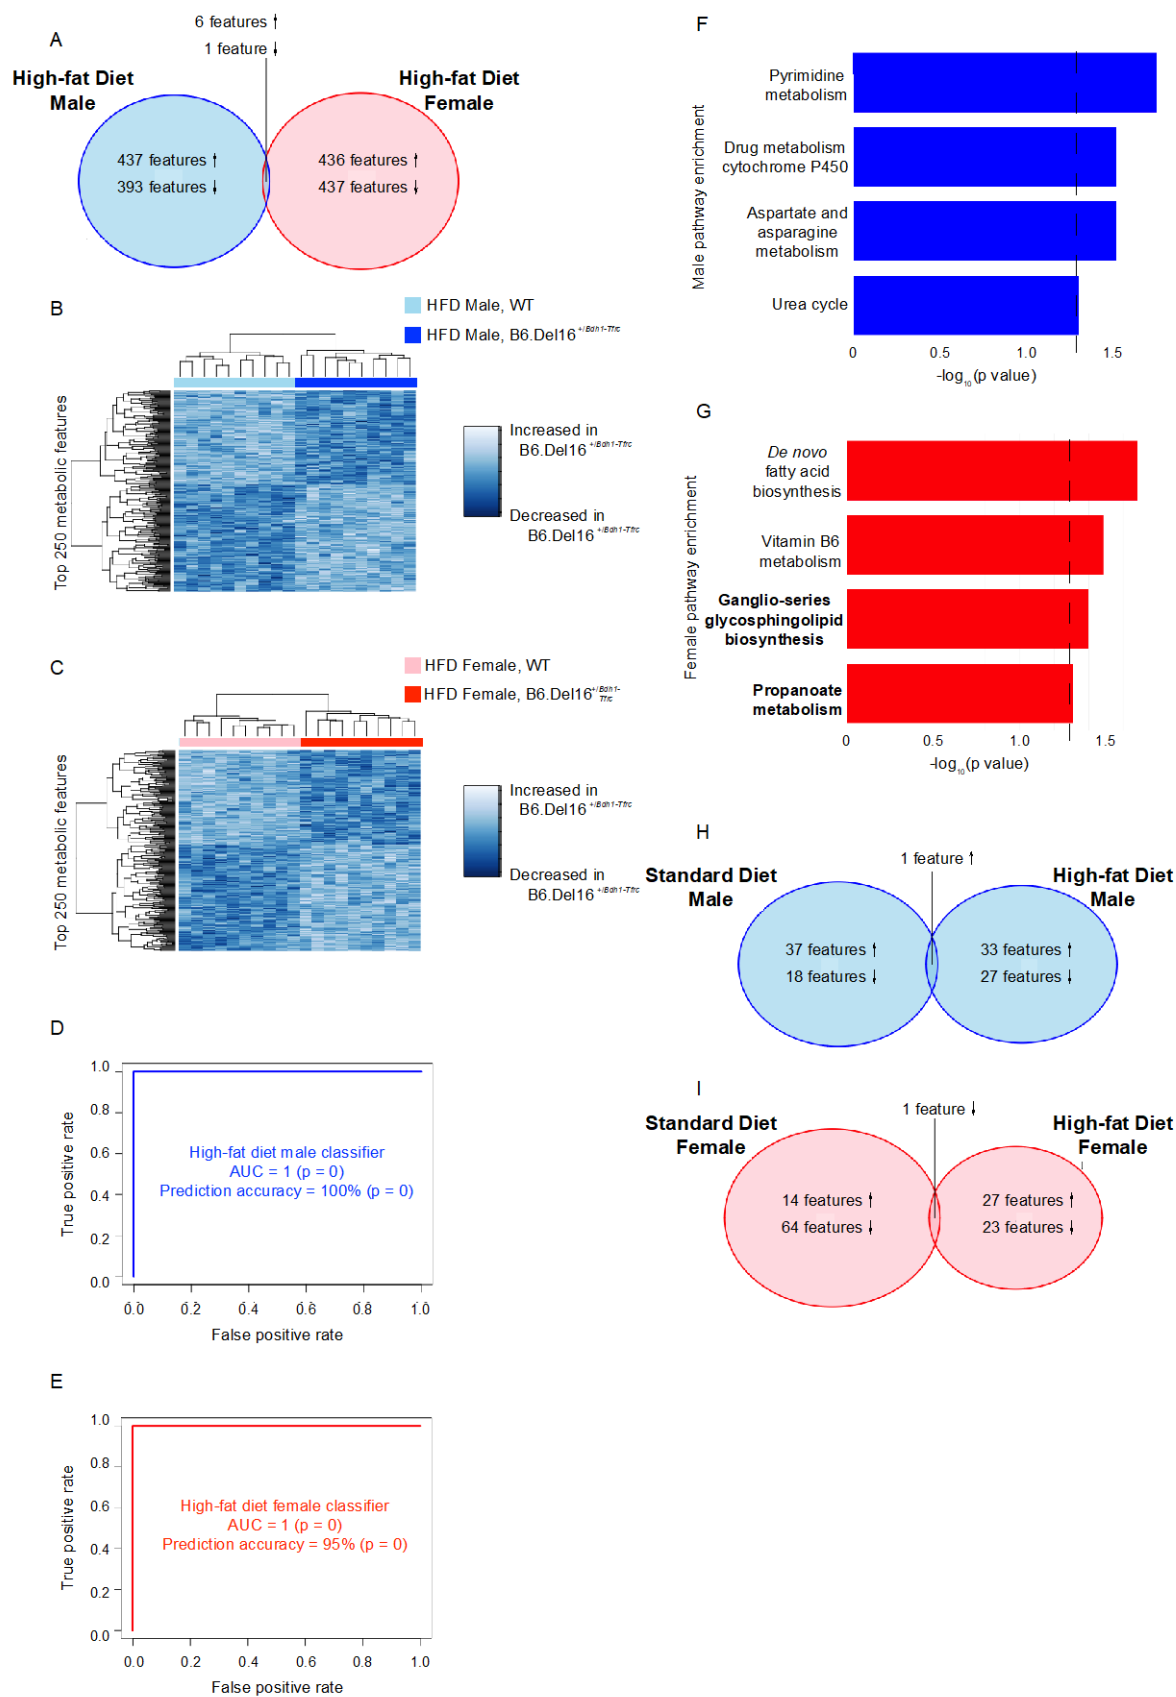 A
6 features ↑
1 feature ↓
High-fat Diet
Male
High-fat Diet
Female
437 features ↑
393 features ↓
436 features ↑
437 features ↓
B
HFD Male, WT
HFD Male, B6.Del16+/Bdh1-Tfrc
Top 250 metabolic features
Increased in
B6.Del16+/Bdh1-Tfrc
Decreased in
B6.Del16+/Bdh1-Tfrc
C
HFD Female, WT
HFD Female, B6.Del16+/Bdh1-
Tfrc
Top 250 metabolic features
Increased in
B6.Del16+/Bdh1-Tfrc
Decreased in
B6.Del16+/Bdh1-Tfrc
D
True positive rate
1.0
0.8
0.6
0.4
0.2
0.0
High-fat diet male classifier
AUC = 1 (p = 0)
Prediction accuracy = 100% (p = 0)
0.0 0.2 0.4 0.6 0.8 1.0
False positive rate
E
True positive rate
1.0
0.8
0.6
0.4
0.2
0.0
High-fat diet female classifier
AUC = 1 (p = 0)
Prediction accuracy = 95% (p = 0)
0.0 0.2 0.4 0.6 0.8 1.0
False positive rate
F
Male pathway enrichment
Pyrimidine
metabolism
Drug metabolism
cytochrome P450
Aspartate and
asparagine
metabolism
Urea cycle
0 0.5 1.0 1.5
-log10(p value)
G
Female pathway enrichment
De novo
fatty acid
biosynthesis
Vitamin B6
metabolism
Ganglio-series
glycosphingolipid
biosynthesis
Propanoate
metabolism
0 0.5 1.0 1.5
-log10(p value)
H
1 feature ↑
Standard Diet
Male
High-fat Diet
Male
37 features ↑
18 features ↓
33 features ↑
27 features ↓
I
1 feature ↓
Standard Diet
Female
High-fat Diet
Female
14 features ↑
64 features ↓
27 features ↑
23 features ↓